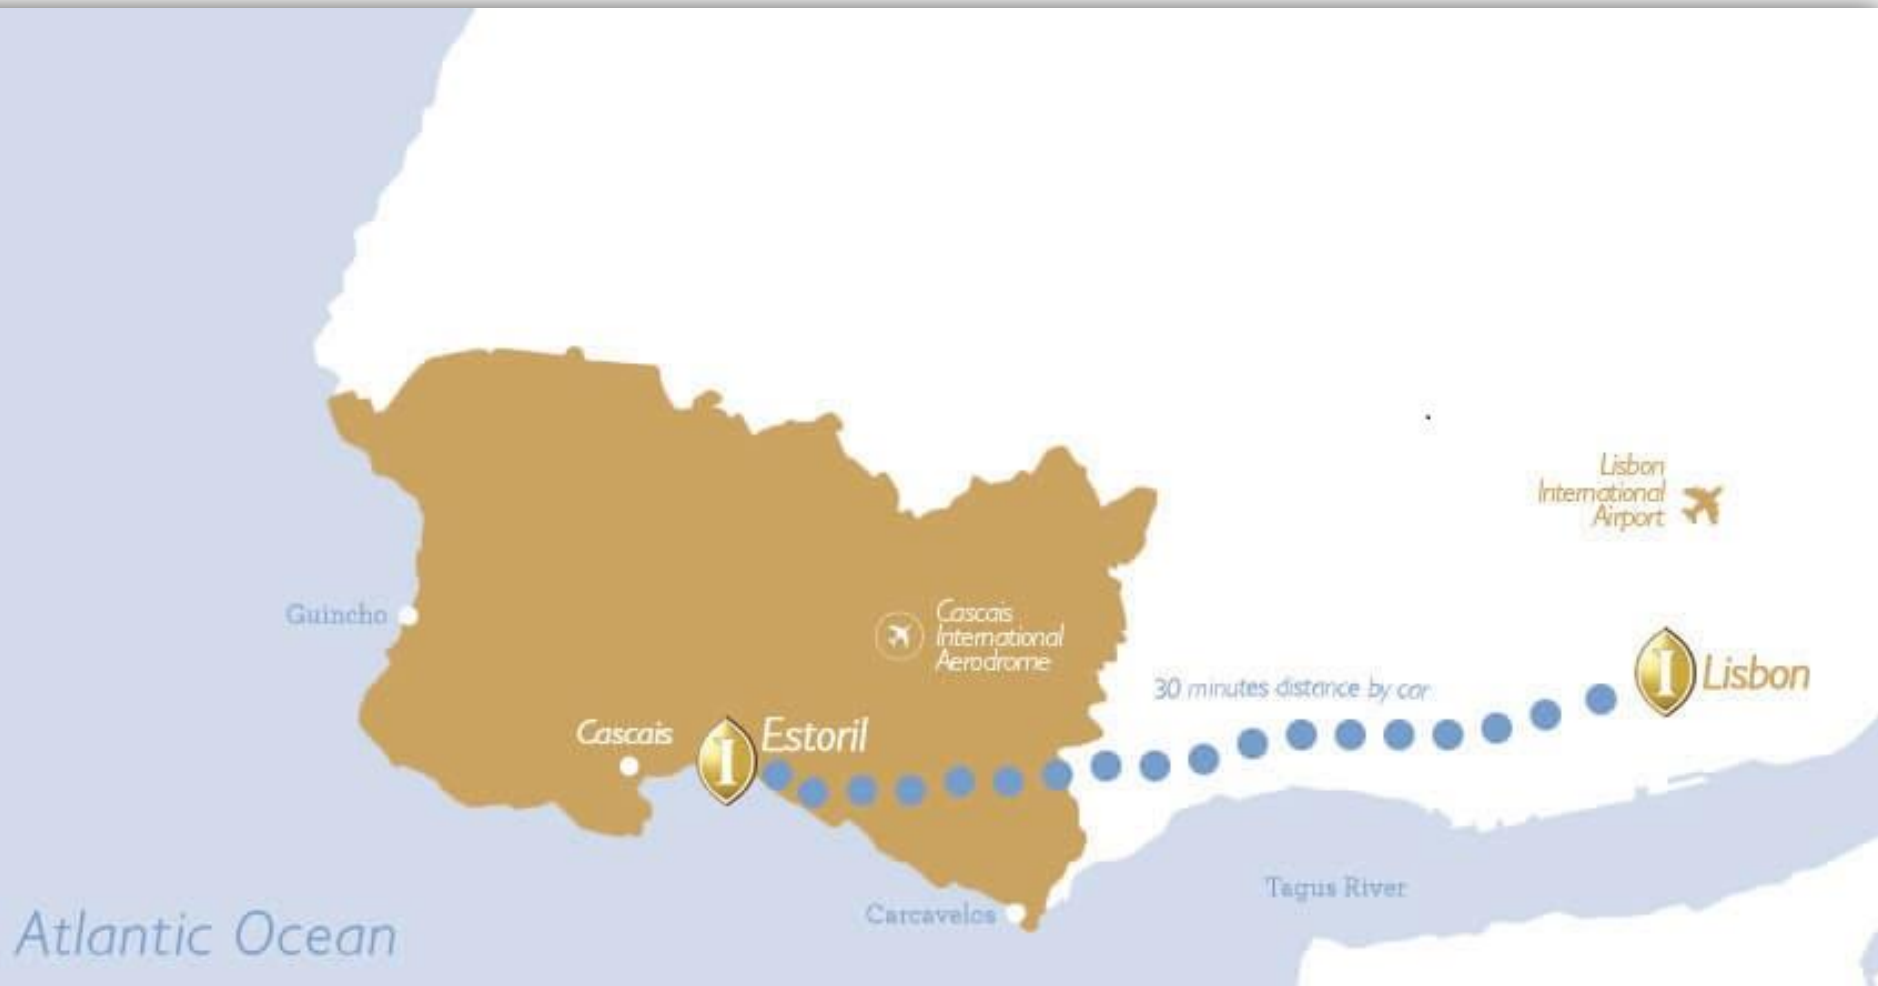 Lisbon
International
Airport
Guincho
Cascais
International
Aerodrome
Lisbon
30 minutes distance by car
Cascais
Estoril
Tagus River
Carcavelos
Atlantic Ocean